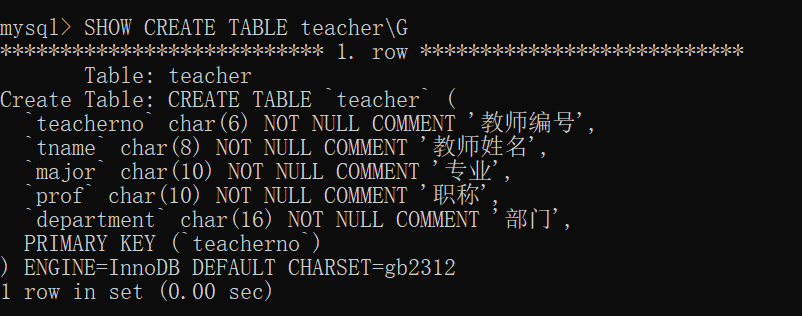 mysql> SHOW CREATE TABLE teacher\G
*************************** 1. row ***************************
Table: teacher
Create Table: CREATE TABLE `teacher` (
`teacherno` char(6) NOT NULL COMMENT '教师编号',
`tname` char(8) NOT NULL COMMENT '教师姓名',
`major` char(10) NOT NULL COMMENT '专业',
`prof` char(10) NOT NULL COMMENT '职称',
`department` char(16) NOT NULL COMMENT '部门',
PRIMARY KEY (`teacherno`)
) ENGINE=InnoDB DEFAULT CHARSET=gb2312
1 row in set (0.00 sec)